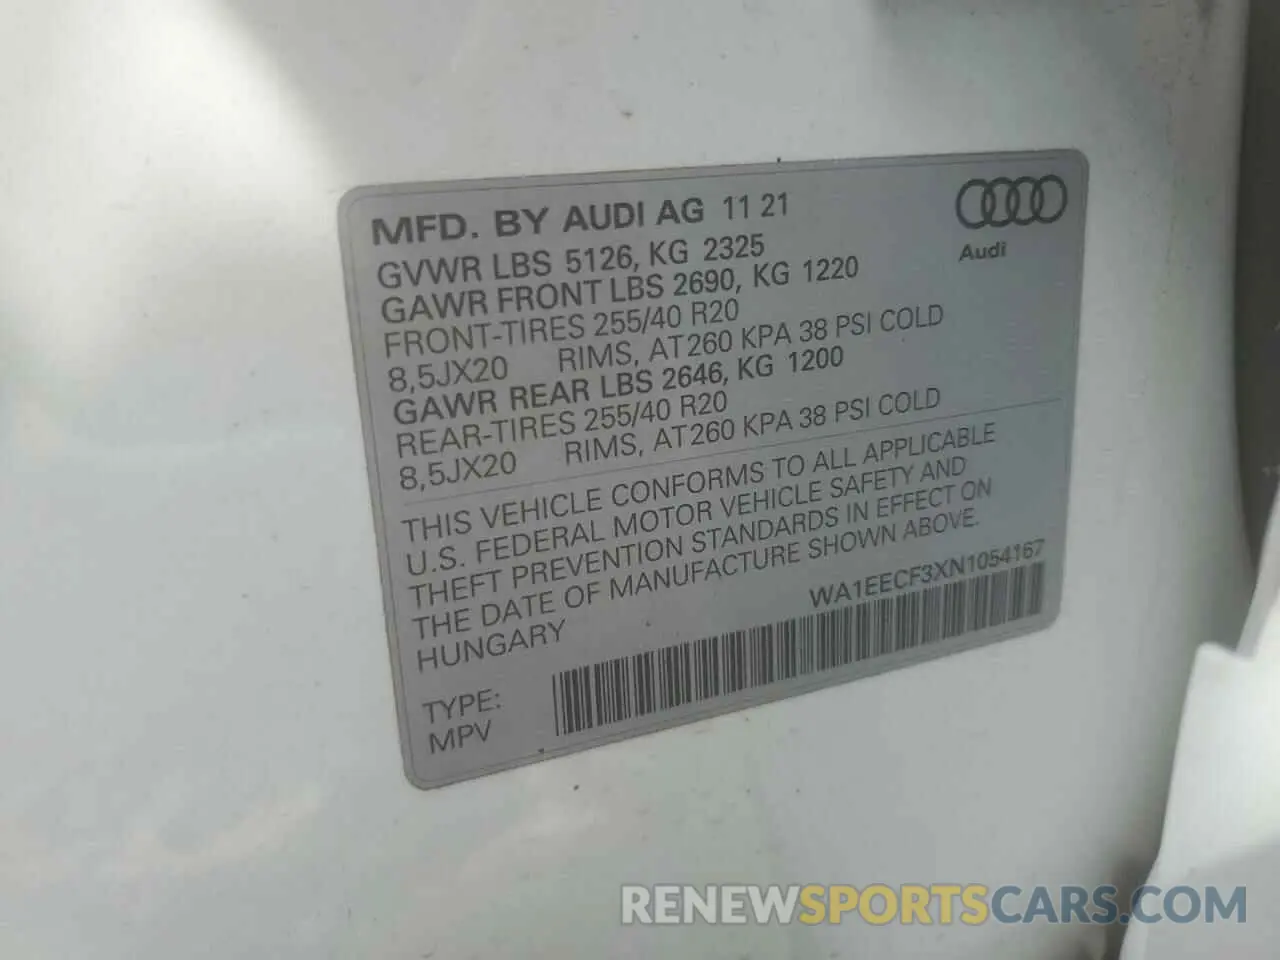 MFD. BY AUDI AG 11 21
Audi
GVWR LBS 5126, KG 2325
GAWR FRONT LBS 2690, KG 1220
FRONT-TIRES 255/40 R20
8,5JX20 RIMS, AT 260 KPA 38 PSI COLD
GAWR REAR LBS 2646, KG 1200
REAR-TIRES 255/40 R20
8,5JX20 RIMS, AT 260 KPA 38 PSI COLD
THIS VEHICLE CONFORMS TO ALL APPLICABLE
U.S. FEDERAL MOTOR VEHICLE SAFETY AND
THEFT PREVENTION STANDARDS IN EFFECT ON
THE DATE OF MANUFACTURE SHOWN ABOVE.
HUNGARY
WA1EECF3XN1054167
TYPE:
MPV
RENEWSPORTSCARS.COM